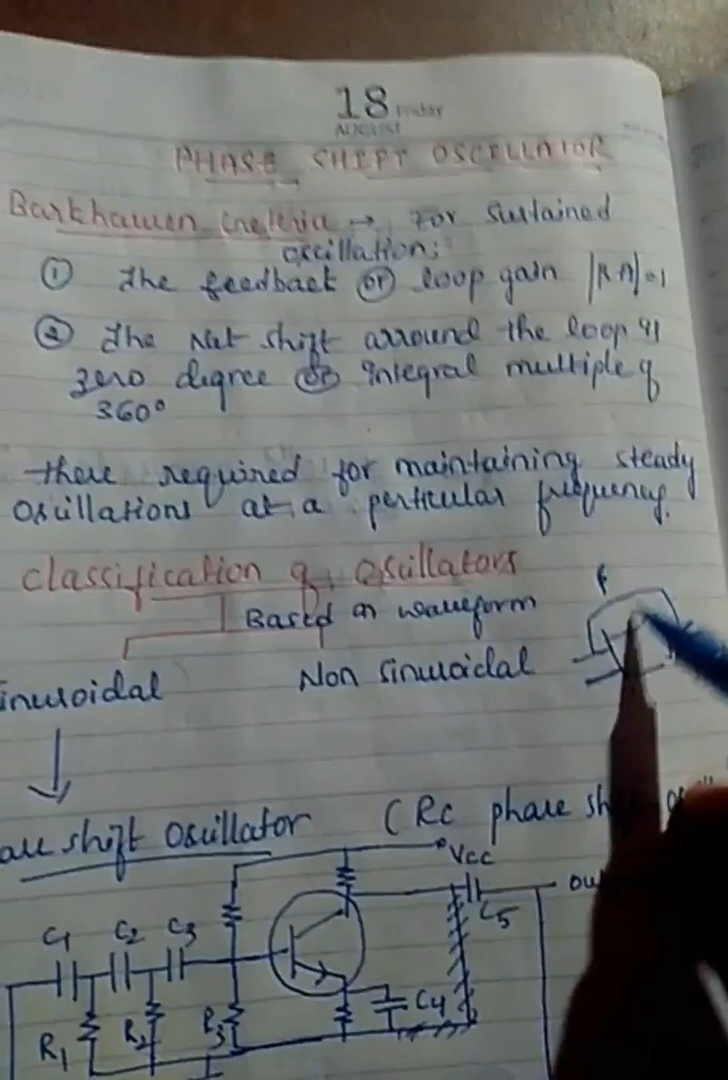 18 Friday
AUGUST
PHASE SHIFT OSCILLATOR
Barkhausen Criteria → For sustained
oscillation:
① The feedback or loop gain |βA|=1
② The Net shift arround the loop is
zero degree or integral multiple of
360°
these required for maintaining steady
oscillations at a perticular frequency.
Classification of Oscillators
Based on waveform
inusoidal Non Sinusoidal
ase shift Oscillator (RC phase sh
Vcc
C5 ou
C1 C2 C3
C4
R1 R2 R3